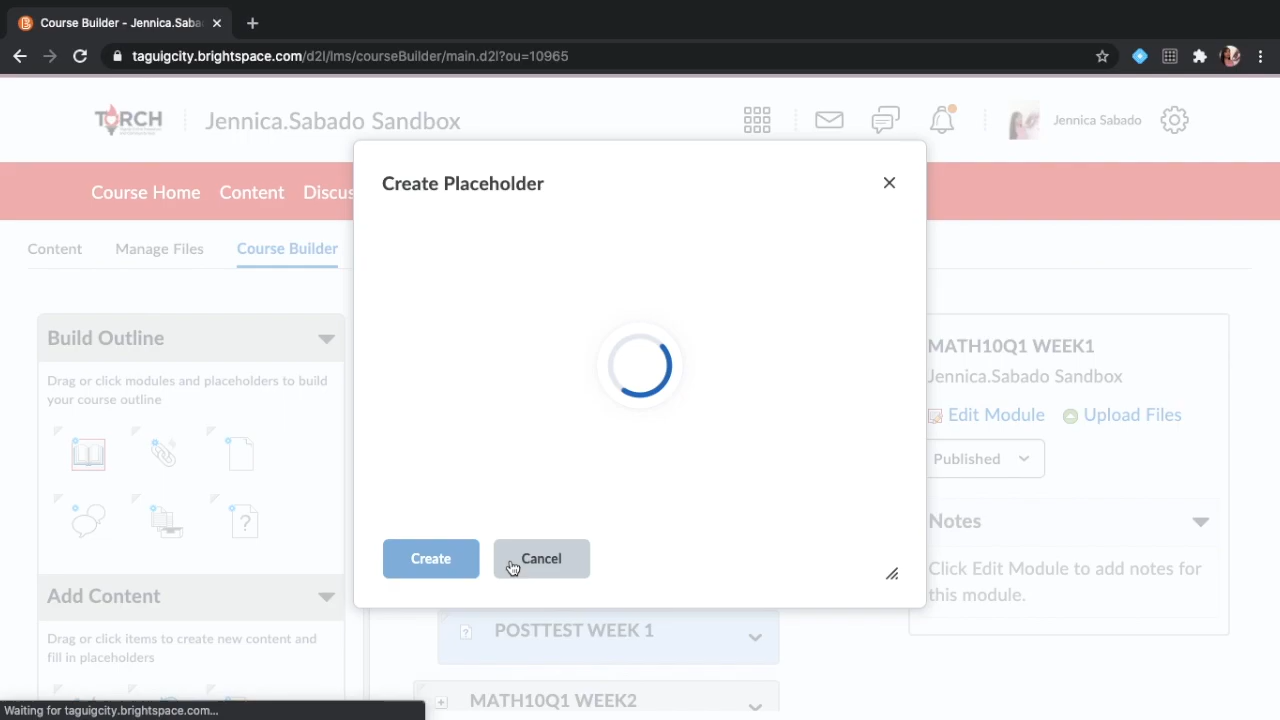 Course Builder - Jennica.Saba
taguigcity.brightspace.com/d2l/lms/courseBuilder/main.d2l?ou=10965
TORCH
Jennica.Sabado Sandbox
Jennica Sabado
Course Home
Content
Discus
Content
Manage Files
Course Builder
Create Placeholder
Create
Cancel
Build Outline
Drag or click modules and placeholders to build
your course outline
Add Content
Drag or click items to create new content and
fill in placeholders
POSTTEST WEEK 1
MATH10Q1 WEEK2
MATH10Q1 WEEK1
Jennica.Sabado Sandbox
Edit Module
Upload Files
Published
Notes
Click Edit Module to add notes for
this module.
Waiting for taguigcity.brightspace.com...